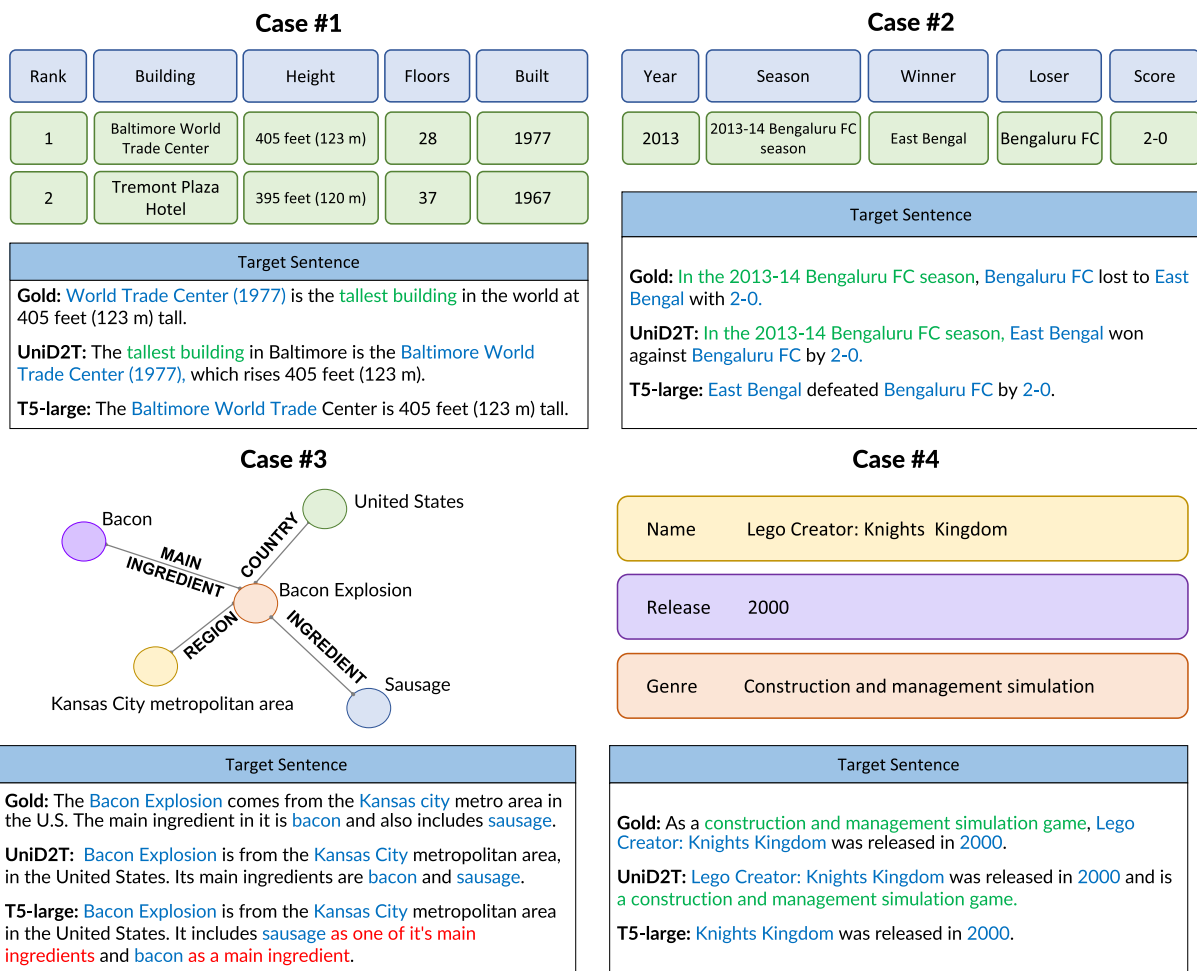 Case #1
Rank Building Height Floors Built
1 Baltimore World Trade Center 405 feet (123 m) 28 1977
2 Tremont Plaza Hotel 395 feet (120 m) 37 1967
Target Sentence
Gold: World Trade Center (1977) is the tallest building in the world at
405 feet (123 m) tall.
UniD2T: The tallest building in Baltimore is the Baltimore World
Trade Center (1977), which rises 405 feet (123 m).
T5-large: The Baltimore World Trade Center is 405 feet (123 m) tall.
Case #2
Year Season Winner Loser Score
2013 2013-14 Bengaluru FC season East Bengal Bengaluru FC 2-0
Target Sentence
Gold: In the 2013-14 Bengaluru FC season, Bengaluru FC lost to East
Bengal with 2-0.
UniD2T: In the 2013-14 Bengaluru FC season, East Bengal won
against Bengaluru FC by 2-0.
T5-large: East Bengal defeated Bengaluru FC by 2-0.
Case #3
United States
Bacon
COUNTRY
MAIN
INGREDIENT
Bacon Explosion
REGION
INGREDIENT
Sausage
Kansas City metropolitan area
Target Sentence
Gold: The Bacon Explosion comes from the Kansas city metro area in
the U.S. The main ingredient in it is bacon and also includes sausage.
UniD2T: Bacon Explosion is from the Kansas City metropolitan area,
in the United States. Its main ingredients are bacon and sausage.
T5-large: Bacon Explosion is from the Kansas City metropolitan area
in the United States. It includes sausage as one of it's main
ingredients and bacon as a main ingredient.
Case #4
Name Lego Creator: Knights Kingdom
Release 2000
Genre Construction and management simulation
Target Sentence
Gold: As a construction and management simulation game, Lego
Creator: Knights Kingdom was released in 2000.
UniD2T: Lego Creator: Knights Kingdom was released in 2000 and is
a construction and management simulation game.
T5-large: Knights Kingdom was released in 2000.